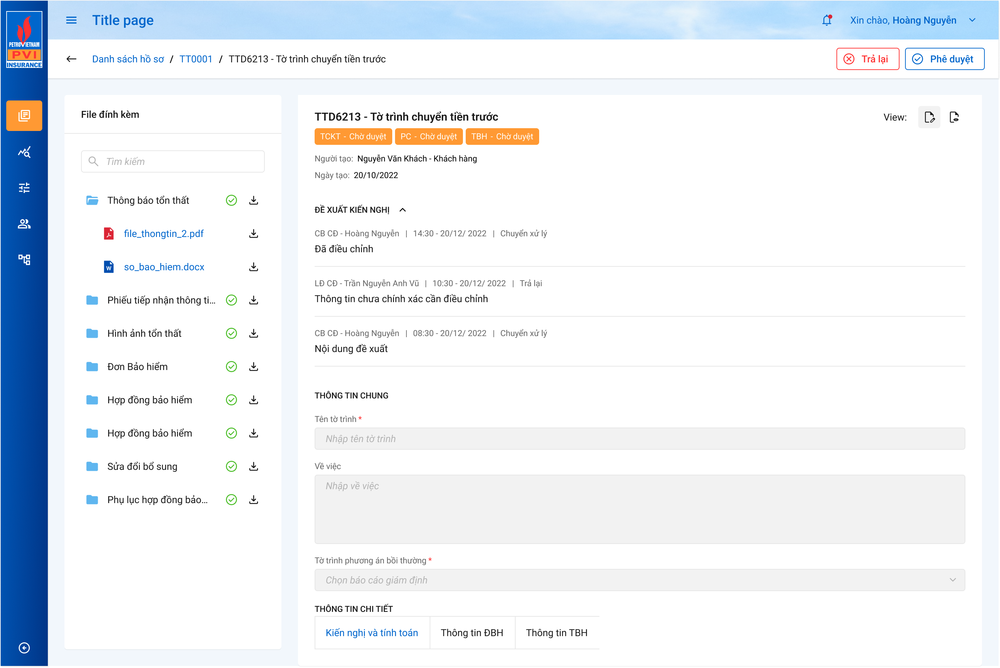 PETROVIETNAM
PVI
INSURANCE
Title page
Xin chào, Hoàng Nguyễn
Danh sách hồ sơ / TT0001 / TTD6213 - Tờ trình chuyển tiền trước
Trả lại
Phê duyệt
File đính kèm
Tìm kiếm
Thông báo tổn thất
file_thongtin_2.pdf
so_bao_hiem.docx
Phiếu tiếp nhận thông ti...
Hình ảnh tổn thất
Đơn Bảo hiểm
Hợp đồng bảo hiểm
Hợp đồng bảo hiểm
Sửa đổi bổ sung
Phụ lục hợp đồng bảo...
TTD6213 - Tờ trình chuyển tiền trước
View:
TCKT - Chờ duyệt
PC - Chờ duyệt
TBH - Chờ duyệt
Người tạo: Nguyễn Văn Khách - Khách hàng
Ngày tạo: 20/10/2022
ĐỀ XUẤT KIẾN NGHỊ
CB CĐ - Hoàng Nguyễn | 14:30 - 20/12/ 2022 | Chuyển xử lý
Đã điều chỉnh
LĐ CĐ - Trần Nguyễn Anh Vũ | 10:30 - 20/12/ 2022 | Trả lại
Thông tin chưa chính xác cần điều chỉnh
CB CĐ - Hoàng Nguyễn | 08:30 - 20/12/ 2022 | Chuyển xử lý
Nội dung đề xuất
THÔNG TIN CHUNG
Tên tờ trình *
Nhập tên tờ trình
Về việc
Nhập về việc
Tờ trình phương án bồi thường *
Chọn báo cáo giám định
THÔNG TIN CHI TIẾT
Kiến nghị và tính toán
Thông tin ĐBH
Thông tin TBH